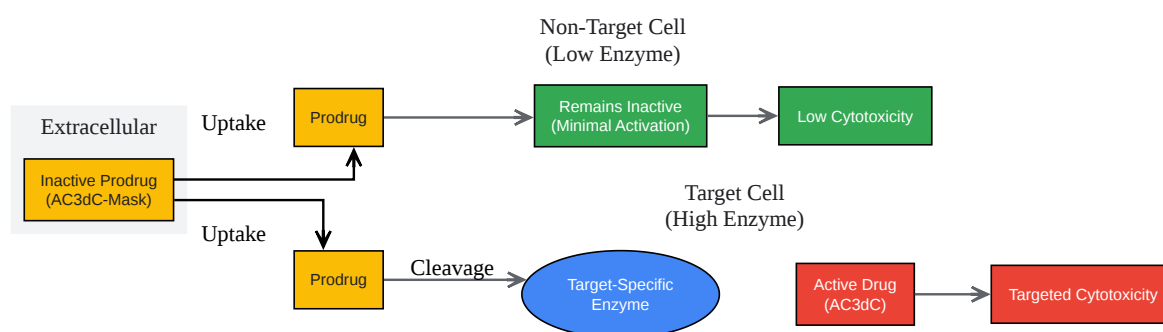 Non-Target Cell
(Low Enzyme)
Extracellular
Uptake
Prodrug
Remains Inactive
(Minimal Activation)
Low Cytotoxicity
Inactive Prodrug
(AC3dC-Mask)
Target Cell
(High Enzyme)
Uptake
Prodrug
Cleavage
Target-Specific
Enzyme
Active Drug
(AC3dC)
Targeted Cytotoxicity